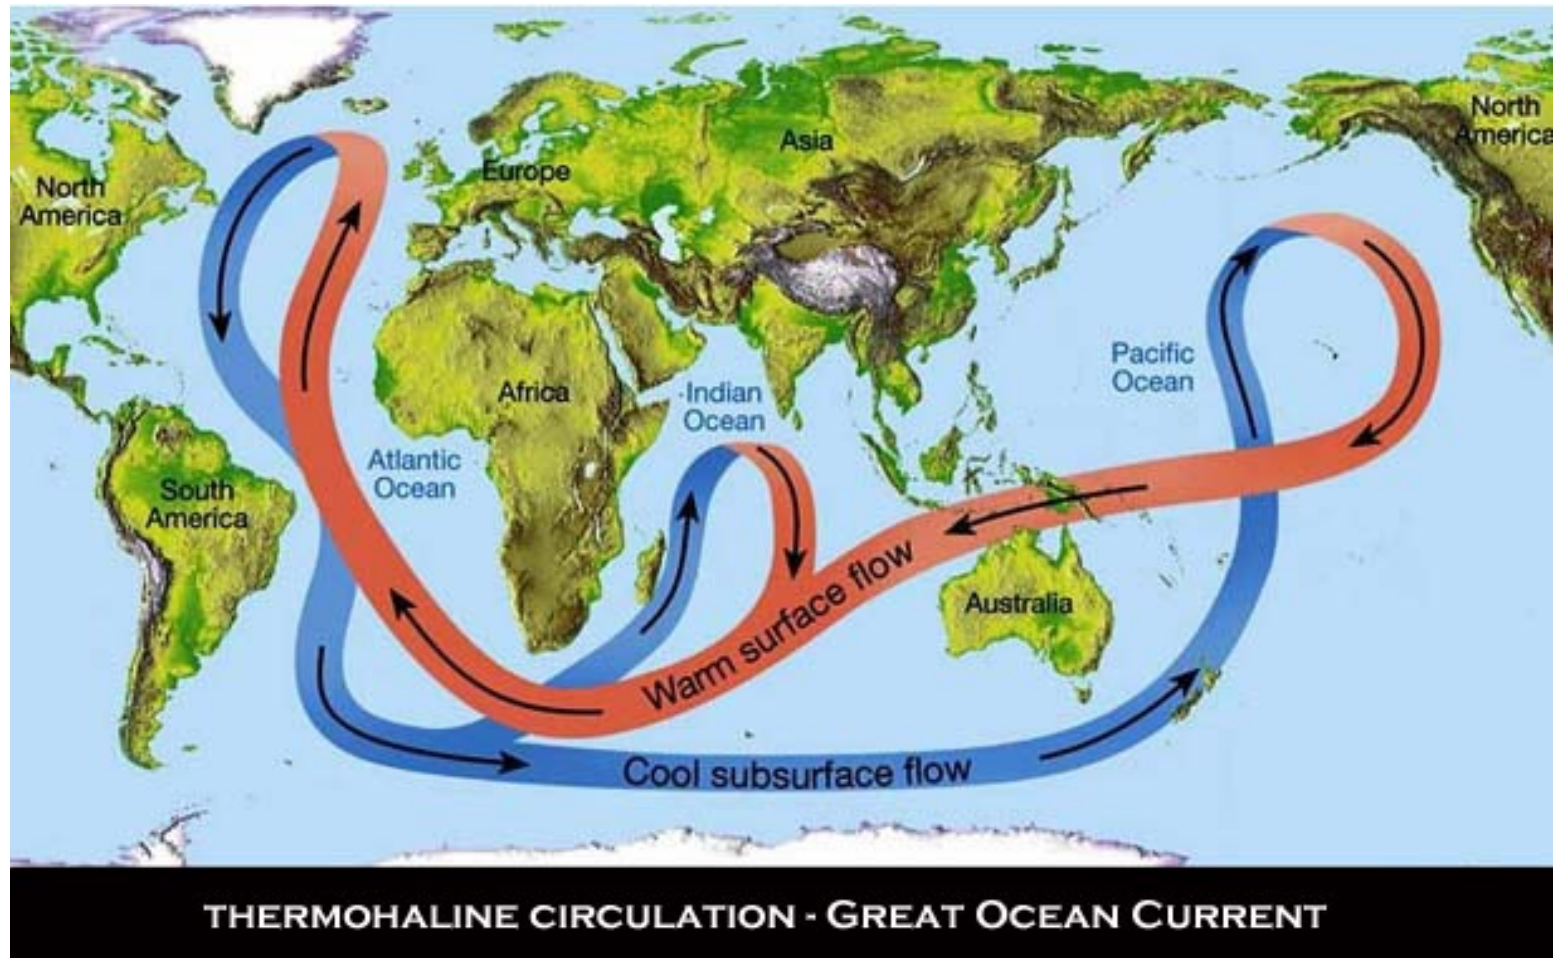 North
America
Europe
Asia
North
America
Pacific
Ocean
Africa
Indian
Ocean
Atlantic
Ocean
South
America
Australia
Warm surface flow
Cool subsurface flow
THERMOHALINE CIRCULATION - GREAT OCEAN CURRENT